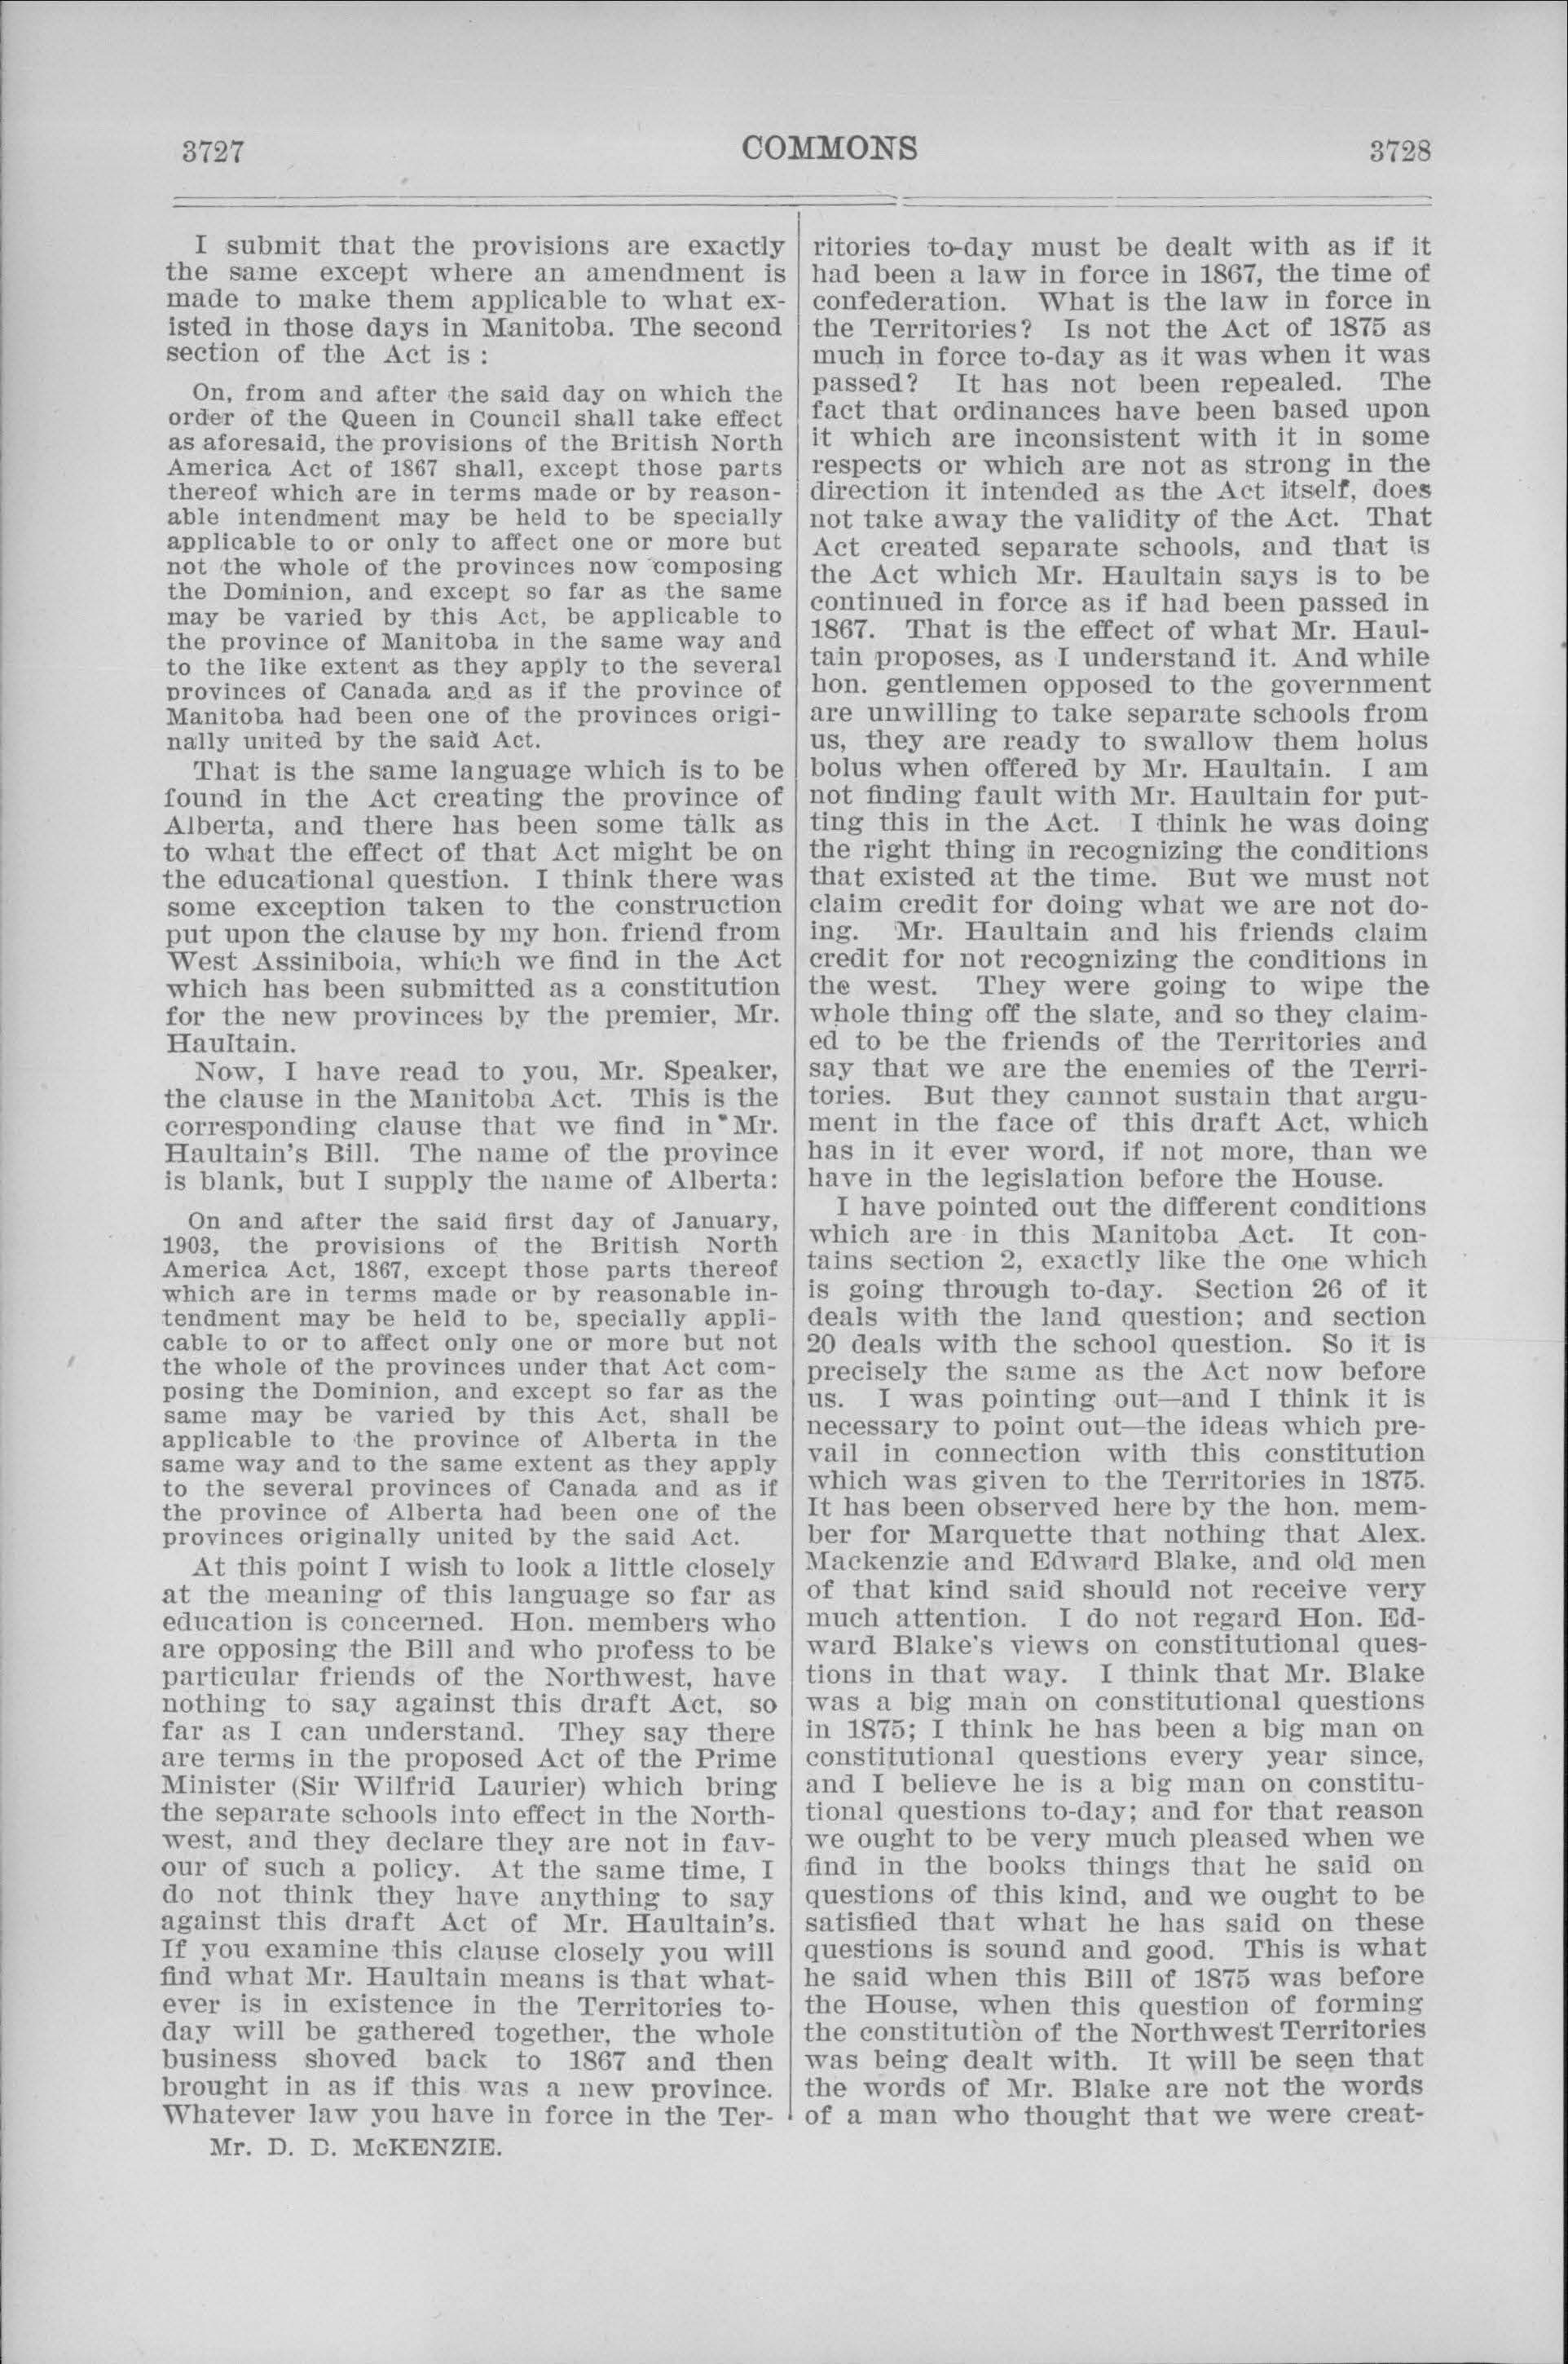 3727
COMMONS
3728
I submit that the provisions are exactly
the same except where an amendment is
made to make them applicable to what ex-
isted in those days in Manitoba. The second
section of the Act is :
On, from and after the said day on which the
order of the Queen in Council shall take effect
as aforesaid, the provisions of the British North
America Act of 1867 shall, except those parts
thereof which are in terms made or by reason-
able intendment may be held to be specially
applicable to or only to affect one or more but
not the whole of the provinces now composing
the Dominion, and except so far as the same
may be varied by this Act, be applicable to
the province of Manitoba in the same way and
to the like extent as they apply to the several
provinces of Canada and as if the province of
Manitoba had been one of the provinces origi-
nally united by the said Act.
That is the same language which is to be
found in the Act creating the province of
Alberta, and there has been some talk as
to what the effect of that Act might be on
the educational question. I think there was
some exception taken to the construction
put upon the clause by my hon. friend from
West Assiniboia, which we find in the Act
which has been submitted as a constitution
for the new provinces by the premier, Mr.
Haultain.
Now, I have read to you, Mr. Speaker,
the clause in the Manitoba Act. This is the
corresponding clause that we find in Mr.
Haultain's Bill. The name of the province
is blank, but I supply the name of Alberta:
On and after the said first day of January,
1903, the provisions of the British North
America Act, 1867, except those parts thereof
which are in terms made or by reasonable in-
tendment may be held to be, specially appli-
cable to or to affect only one or more but not
the whole of the provinces under that Act com-
posing the Dominion, and except so far as the
same may be varied by this Act, shall be
applicable to the province of Alberta in the
same way and to the same extent as they apply
to the several provinces of Canada and as if
the province of Alberta had been one of the
provinces originally united by the said Act.
At this point I wish to look a little closely
at the meaning of this language so far as
education is concerned. Hon. members who
are opposing the Bill and who profess to be
particular friends of the Northwest, have
nothing to say against this draft Act, so
far as I can understand. They say there
are terms in the proposed Act of the Prime
Minister (Sir Wilfrid Laurier) which bring
the separate schools into effect in the North-
west, and they declare they are not in fav-
our of such a policy. At the same time, I
do not think they have anything to say
against this draft Act of Mr. Haultain's.
If you examine this clause closely you will
find what Mr. Haultain means is that what-
ever is in existence in the Territories to-
day will be gathered together, the whole
business shoved back to 1867 and then
brought in as if this was a new province.
Whatever law you have in force in the Ter-
Mr. D. D. McKENZIE.
ritories to-day must be dealt with as if it
had been a law in force in 1867, the time of
confederation. What is the law in force in
the Territories? Is not the Act of 1875 as
much in force to-day as it was when it was
passed? It has not been repealed. The
fact that ordinances have been based upon
it which are inconsistent with it in some
respects or which are not as strong in the
direction it intended as the Act itself, does
not take away the validity of the Act. That
Act created separate schools, and that is
the Act which Mr. Haultain says is to be
continued in force as if had been passed in
1867. That is the effect of what Mr. Haul-
tain proposes, as I understand it. And while
hon. gentlemen opposed to the government
are unwilling to take separate schools from
us, they are ready to swallow them holus
bolus when offered by Mr. Haultain. I am
not finding fault with Mr. Haultain for put-
ting this in the Act. I think he was doing
the right thing in recognizing the conditions
that existed at the time. But we must not
claim credit for doing what we are not do-
ing. Mr. Haultain and his friends claim
credit for not recognizing the conditions in
the west. They were going to wipe the
whole thing off the slate, and so they claim-
ed to be the friends of the Territories and
say that we are the enemies of the Terri-
tories. But they cannot sustain that argu-
ment in the face of this draft Act, which
has in it ever word, if not more, than we
have in the legislation before the House.
I have pointed out the different conditions
which are in this Manitoba Act. It con-
tains section 2, exactly like the one which
is going through to-day. Section 26 of it
deals with the land question; and section
20 deals with the school question. So it is
precisely the same as the Act now before
us. I was pointing out—and I think it is
necessary to point out—the ideas which pre-
vail in connection with this constitution
which was given to the Territories in 1875.
It has been observed here by the hon. mem-
ber for Marquette that nothing that Alex.
Mackenzie and Edward Blake, and old men
of that kind said should not receive very
much attention. I do not regard Hon. Ed-
ward Blake's views on constitutional ques-
tions in that way. I think that Mr. Blake
was a big man on constitutional questions
in 1875; I think he has been a big man on
constitutional questions every year since,
and I believe he is a big man on constitu-
tional questions to-day; and for that reason
we ought to be very much pleased when we
find in the books things that he said on
questions of this kind, and we ought to be
satisfied that what he has said on these
questions is sound and good. This is what
he said when this Bill of 1875 was before
the House, when this question of forming
the constitution of the Northwest Territories
was being dealt with. It will be seen that
the words of Mr. Blake are not the words
of a man who thought that we were creat-